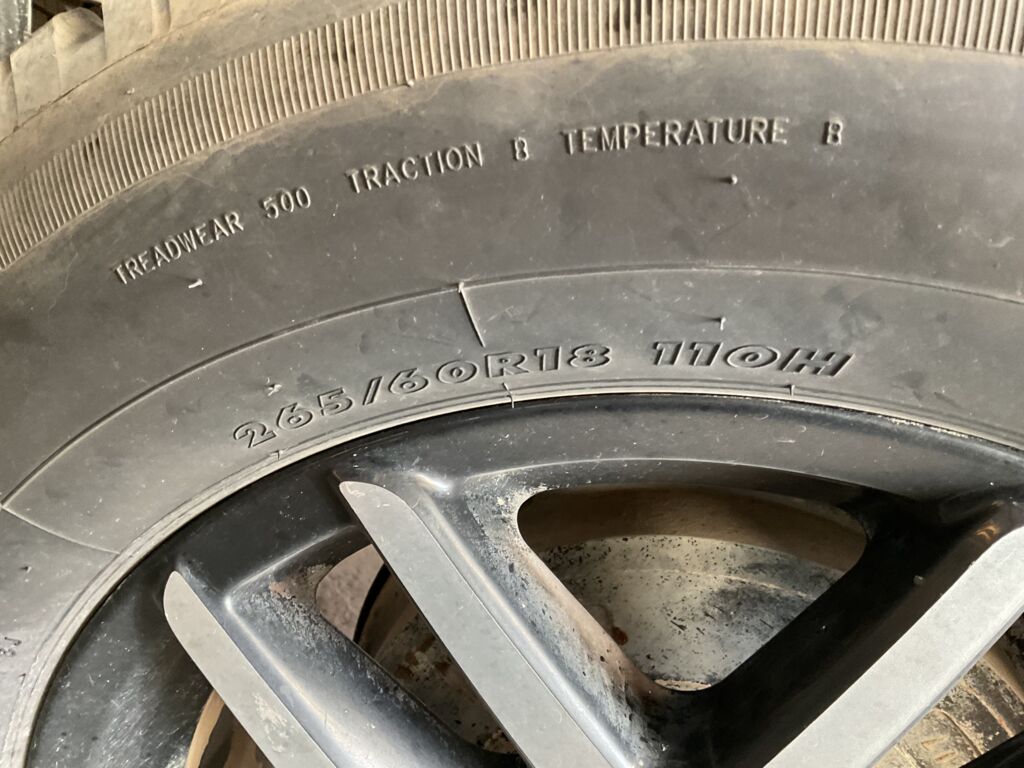 TREADWEAR 500 TRACTION B TEMPERATURE B
265/60R18 110H